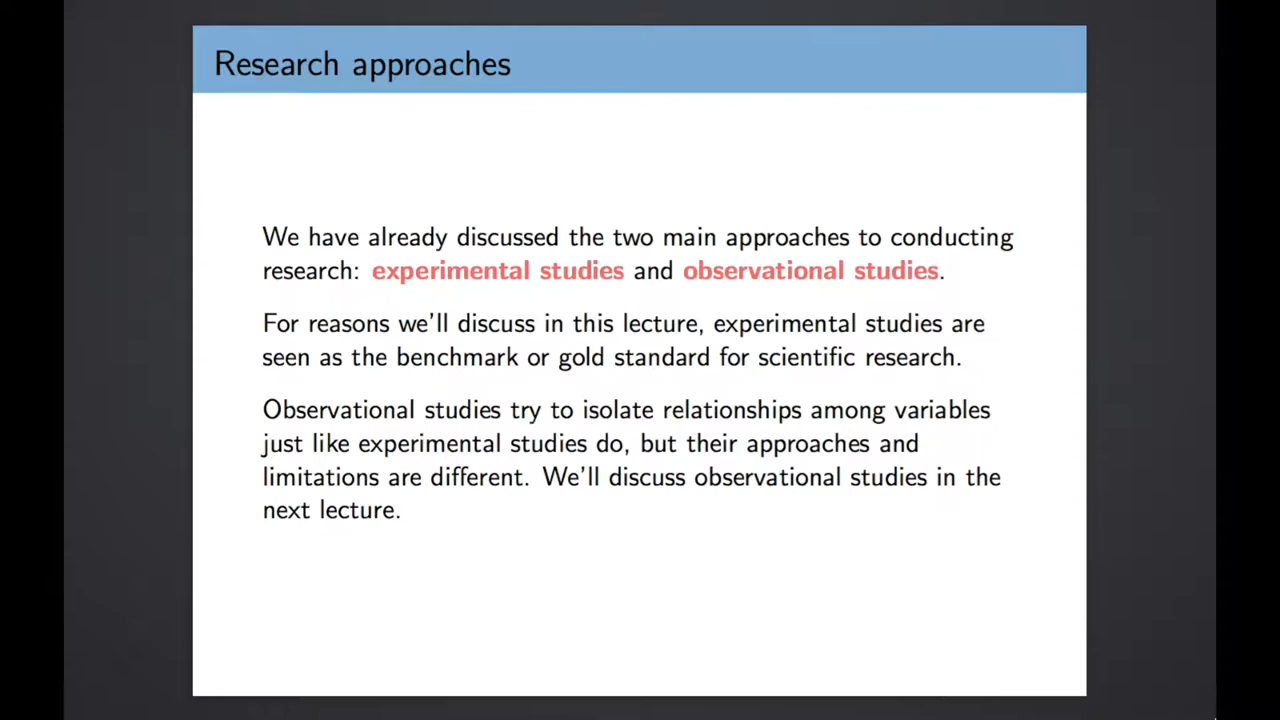 Research approaches
We have already discussed the two main approaches to conducting
research: experimental studies and observational studies.
For reasons we'll discuss in this lecture, experimental studies are
seen as the benchmark or gold standard for scientific research.
Observational studies try to isolate relationships among variables
just like experimental studies do, but their approaches and
limitations are different. We'll discuss observational studies in the
next lecture.